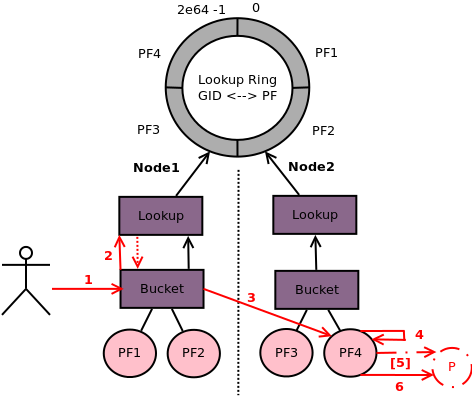 2e64 -1
0
PF4
PF1
Lookup Ring
GID <--> PF
PF3
PF2
Node1
Node2
Lookup
Lookup
2
1
Bucket
3
Bucket
PF1
PF2
PF3
PF4
4
[5]
P
6